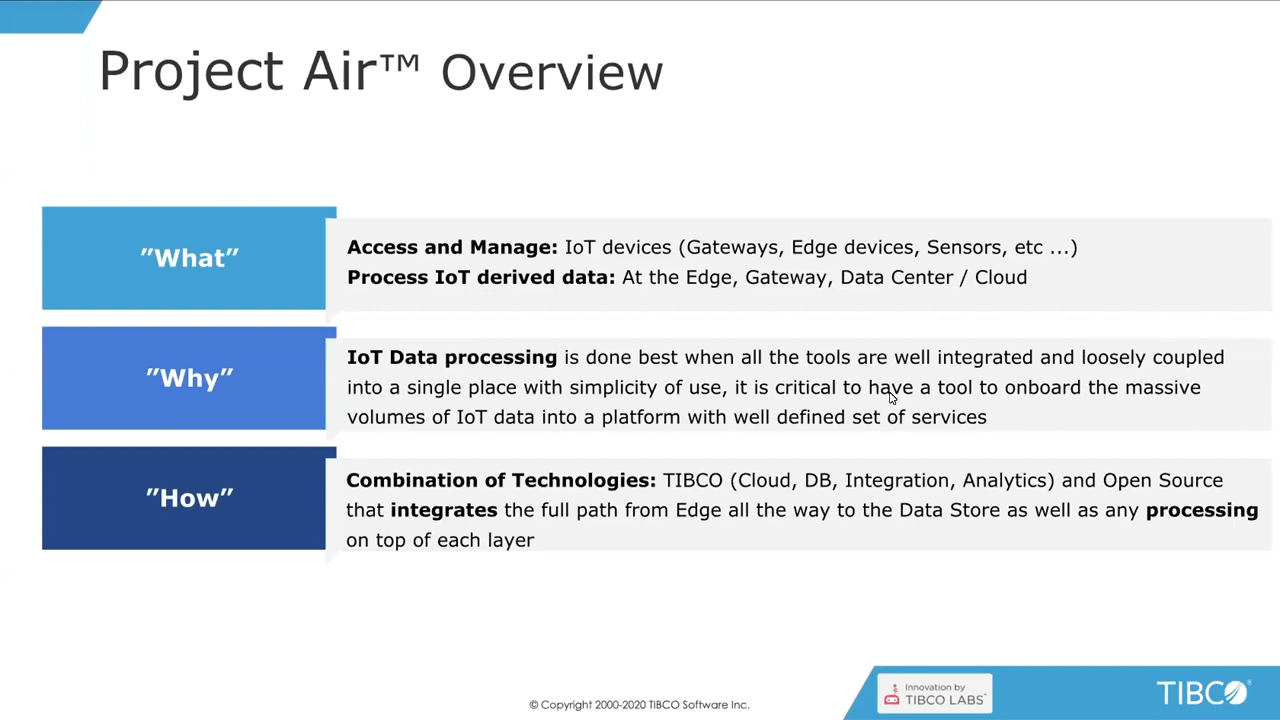 Project Air™ Overview
”What”
Access and Manage: IoT devices (Gateways, Edge devices, Sensors, etc ...)
Process IoT derived data: At the Edge, Gateway, Data Center / Cloud
”Why”
IoT Data processing is done best when all the tools are well integrated and loosely coupled
into a single place with simplicity of use, it is critical to have a tool to onboard the massive
volumes of IoT data into a platform with well defined set of services
”How”
Combination of Technologies: TIBCO (Cloud, DB, Integration, Analytics) and Open Source
that integrates the full path from Edge all the way to the Data Store as well as any processing
on top of each layer
© Copyright 2000-2020 TIBCO Software Inc.
Innovation by
TIBCO LABS™
TIBCO®